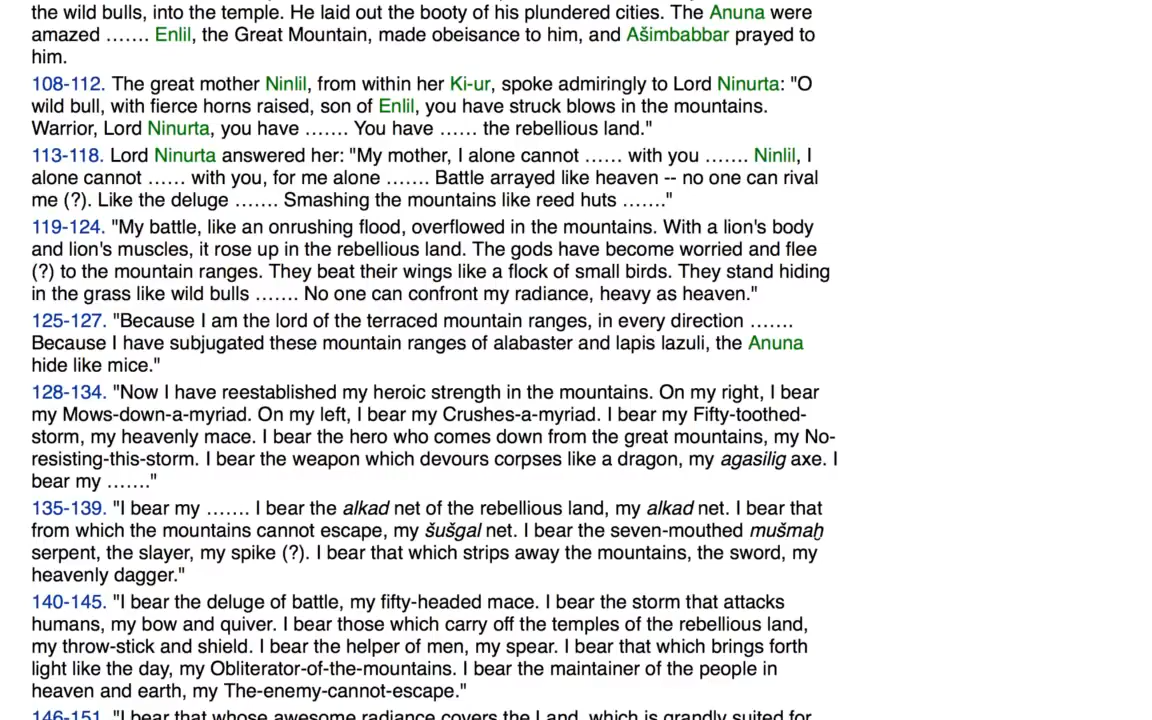 the wild bulls, into the temple. He laid out the booty of his plundered cities. The Anuna were
amazed ....... Enlil, the Great Mountain, made obeisance to him, and Ašimbabbar prayed to
him.
108-112. The great mother Ninlil, from within her Ki-ur, spoke admiringly to Lord Ninurta: "O
wild bull, with fierce horns raised, son of Enlil, you have struck blows in the mountains.
Warrior, Lord Ninurta, you have ....... You have ...... the rebellious land."
113-118. Lord Ninurta answered her: "My mother, I alone cannot ...... with you ....... Ninlil, I
alone cannot ...... with you, for me alone ....... Battle arrayed like heaven -- no one can rival
me (?). Like the deluge ....... Smashing the mountains like reed huts ......."
119-124. "My battle, like an onrushing flood, overflowed in the mountains. With a lion's body
and lion's muscles, it rose up in the rebellious land. The gods have become worried and flee
(?) to the mountain ranges. They beat their wings like a flock of small birds. They stand hiding
in the grass like wild bulls ....... No one can confront my radiance, heavy as heaven."
125-127. "Because I am the lord of the terraced mountain ranges, in every direction .......
Because I have subjugated these mountain ranges of alabaster and lapis lazuli, the Anuna
hide like mice."
128-134. "Now I have reestablished my heroic strength in the mountains. On my right, I bear
my Mows-down-a-myriad. On my left, I bear my Crushes-a-myriad. I bear my Fifty-toothed-
storm, my heavenly mace. I bear the hero who comes down from the great mountains, my No-
resisting-this-storm. I bear the weapon which devours corpses like a dragon, my agasilig axe. I
bear my ......."
135-139. "I bear my ....... I bear the alkad net of the rebellious land, my alkad net. I bear that
from which the mountains cannot escape, my šušgal net. I bear the seven-mouthed mušmaḫ
serpent, the slayer, my spike (?). I bear that which strips away the mountains, the sword, my
heavenly dagger."
140-145. "I bear the deluge of battle, my fifty-headed mace. I bear the storm that attacks
humans, my bow and quiver. I bear those which carry off the temples of the rebellious land,
my throw-stick and shield. I bear the helper of men, my spear. I bear that which brings forth
light like the day, my Obliterator-of-the-mountains. I bear the maintainer of the people in
heaven and earth, my The-enemy-cannot-escape."
146-151. "I bear that whose awesome radiance covers the Land, which is grandly suited for